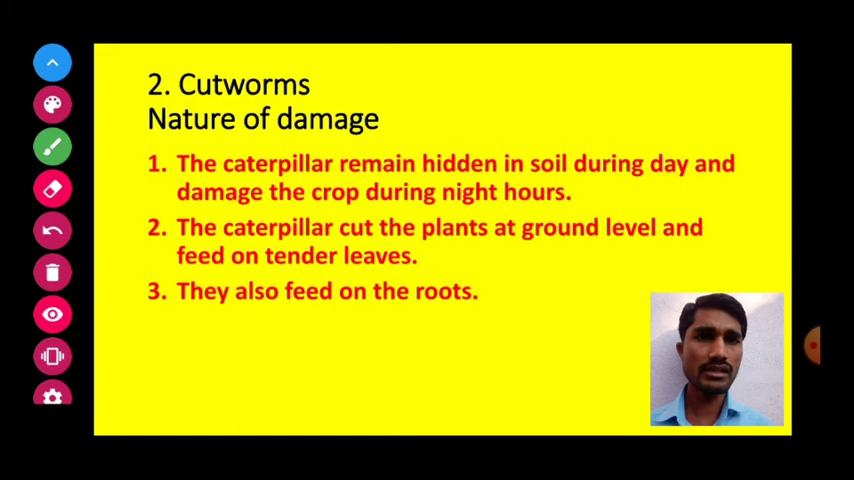 2. Cutworms
Nature of damage
1. The caterpillar remain hidden in soil during day and
damage the crop during night hours.
2. The caterpillar cut the plants at ground level and
feed on tender leaves.
3. They also feed on the roots.